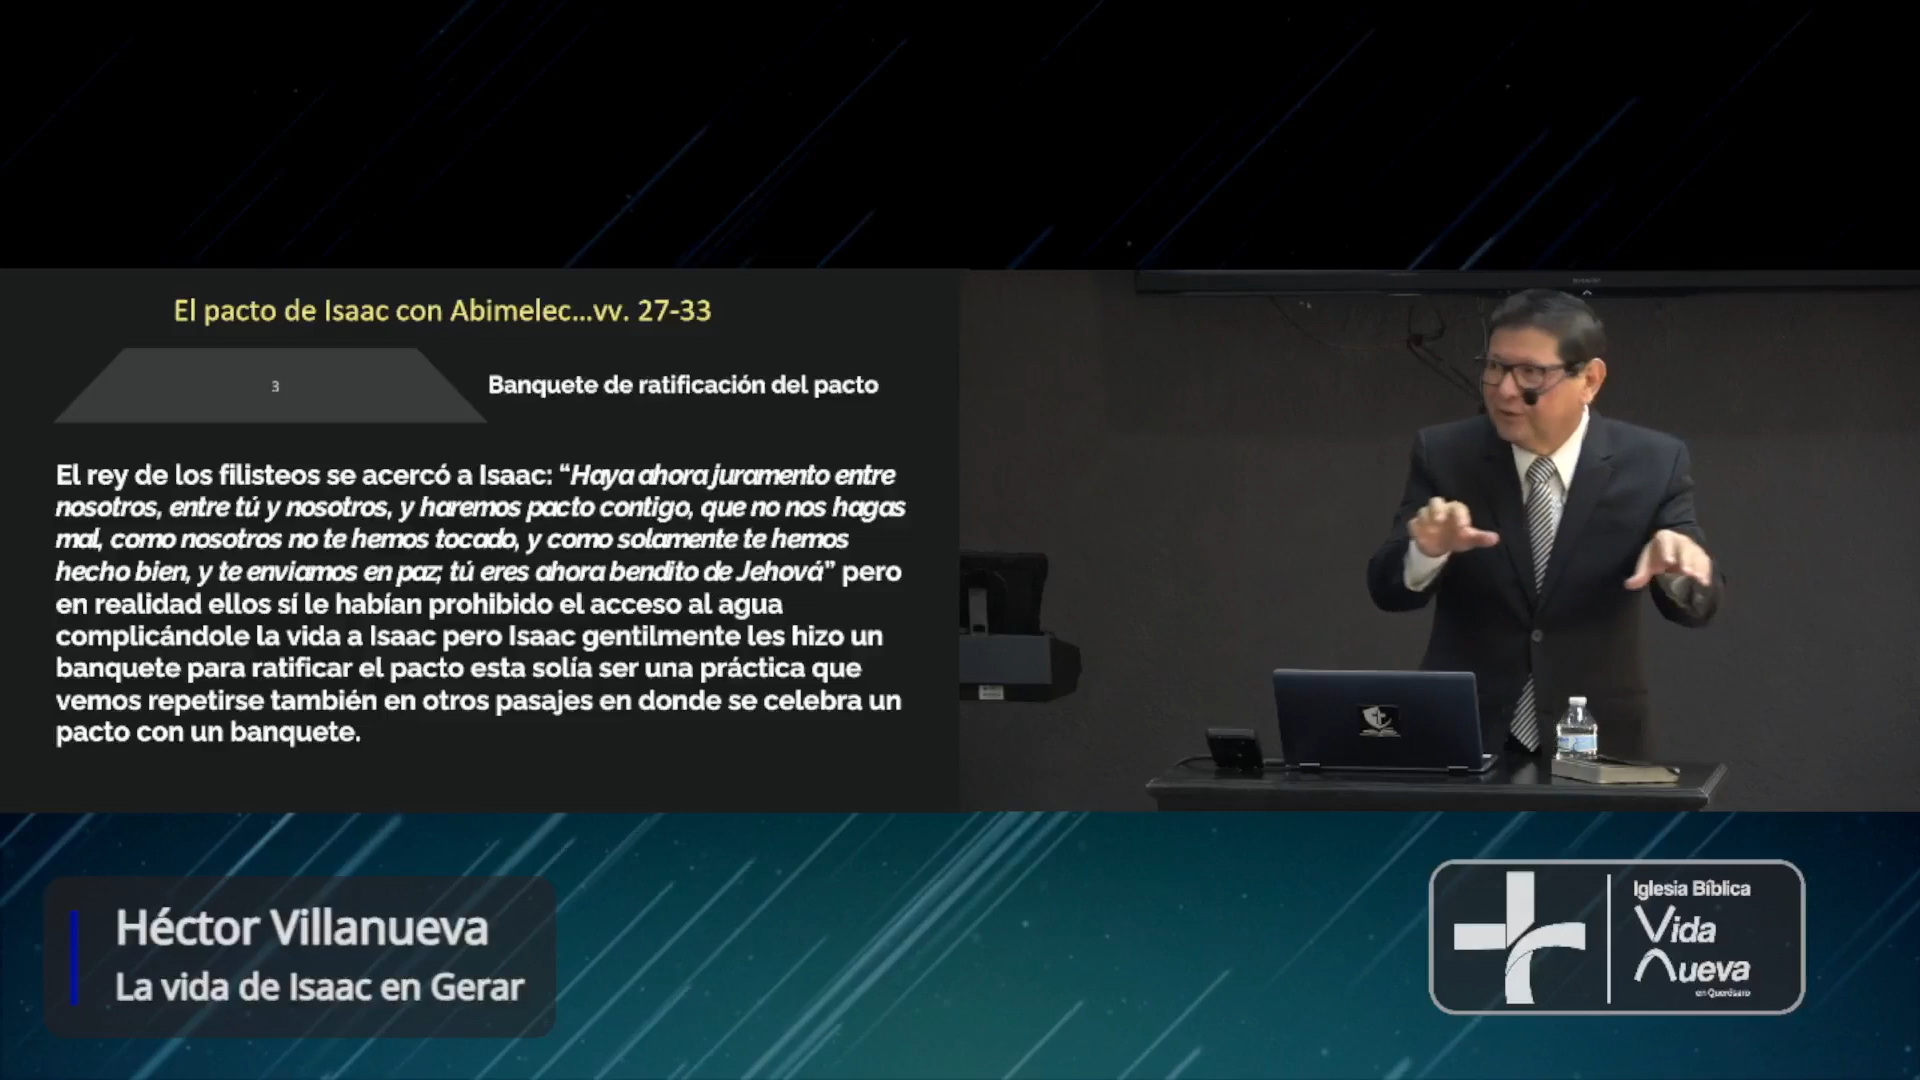 El pacto de Isaac con Abimelec...vv. 27-33
3
Banquete de ratificación del pacto
El rey de los filisteos se acercó a Isaac: “Haya ahora juramento entre
nosotros, entre tú y nosotros, y haremos pacto contigo, que no nos hagas
mal, como nosotros no te hemos tocado, y como solamente te hemos
hecho bien, y te enviamos en paz; tú eres ahora bendito de Jehová” pero
en realidad ellos sí le habían prohibido el acceso al agua
complicándole la vida a Isaac pero Isaac gentilmente les hizo un
banquete para ratificar el pacto esta solía ser una práctica que
vemos repetirse también en otros pasajes en donde se celebra un
pacto con un banquete.
Héctor Villanueva
La vida de Isaac en Gerar
Iglesia Bíblica
Vida
Nueva
en Querétaro